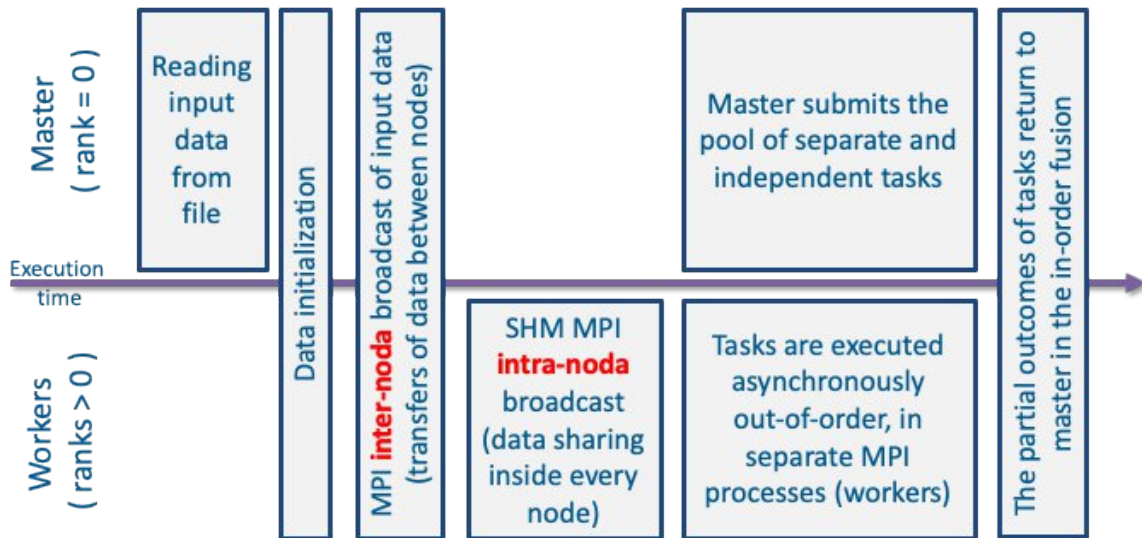 Master
( rank = 0 )
Reading
input
data
from
file
Data initialization
MPI inter-noda broadcast of input data
(transfers of data between nodes)
Master submits the
pool of separate and
independent tasks
The partial outcomes of tasks return to
master in the in-order fusion
Execution
time
Workers
( ranks > 0 )
SHM MPI
intra-noda
broadcast
(data sharing
inside every
node)
Tasks are executed
asynchronously
out-of-order, in
separate MPI
processes (workers)